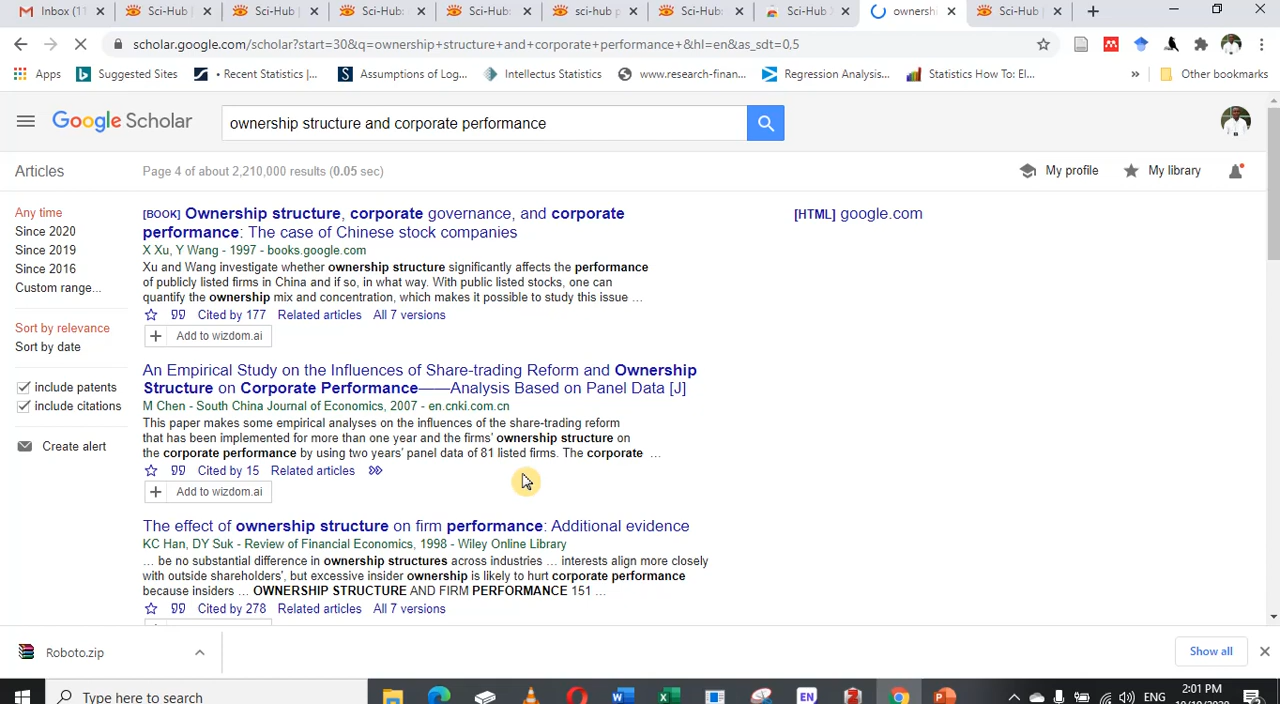 Inbox (11
Sci-Hub |
Sci-Hub |
Sci-Hub:
Sci-Hub:
sci-hub p
Sci-Hub:
Sci-Hub
ownersh
Sci-Hub |
scholar.google.com/scholar?start=30&q=ownership+structure+and+corporate+performance+&hl=en&as_sdt=0,5
Apps
Suggested Sites
• Recent Statistics |...
Assumptions of Log...
Intellectus Statistics
www.research-finan...
Regression Analysis...
Statistics How To: El...
»
Other bookmarks
Google Scholar
ownership structure and corporate performance
Articles
Page 4 of about 2,210,000 results (0.05 sec)
My profile
My library
Any time
Since 2020
Since 2019
Since 2016
Custom range...
Sort by relevance
Sort by date
include patents
include citations
Create alert
[BOOK] Ownership structure, corporate governance, and corporate
performance: The case of Chinese stock companies
X Xu, Y Wang - 1997 - books.google.com
Xu and Wang investigate whether ownership structure significantly affects the performance
of publicly listed firms in China and if so, in what way. With public listed stocks, one can
quantify the ownership mix and concentration, which makes it possible to study this issue ...
Cited by 177 Related articles All 7 versions
Add to wizdom.ai
[HTML] google.com
An Empirical Study on the Influences of Share-trading Reform and Ownership
Structure on Corporate Performance——Analysis Based on Panel Data [J]
M Chen - South China Journal of Economics, 2007 - en.cnki.com.cn
This paper makes some empirical analyses on the influences of the share-trading reform
that has been implemented for more than one year and the firms' ownership structure on
the corporate performance by using two years' panel data of 81 listed firms. The corporate ...
Cited by 15 Related articles
Add to wizdom.ai
The effect of ownership structure on firm performance: Additional evidence
KC Han, DY Suk - Review of Financial Economics, 1998 - Wiley Online Library
... be no substantial difference in ownership structures across industries ... interests align more closely
with outside shareholders', but excessive insider ownership is likely to hurt corporate performance
because insiders ... OWNERSHIP STRUCTURE AND FIRM PERFORMANCE 151 ...
Cited by 278 Related articles All 7 versions
Roboto.zip
Show all
Type here to search
EN
ENG
2:01 PM